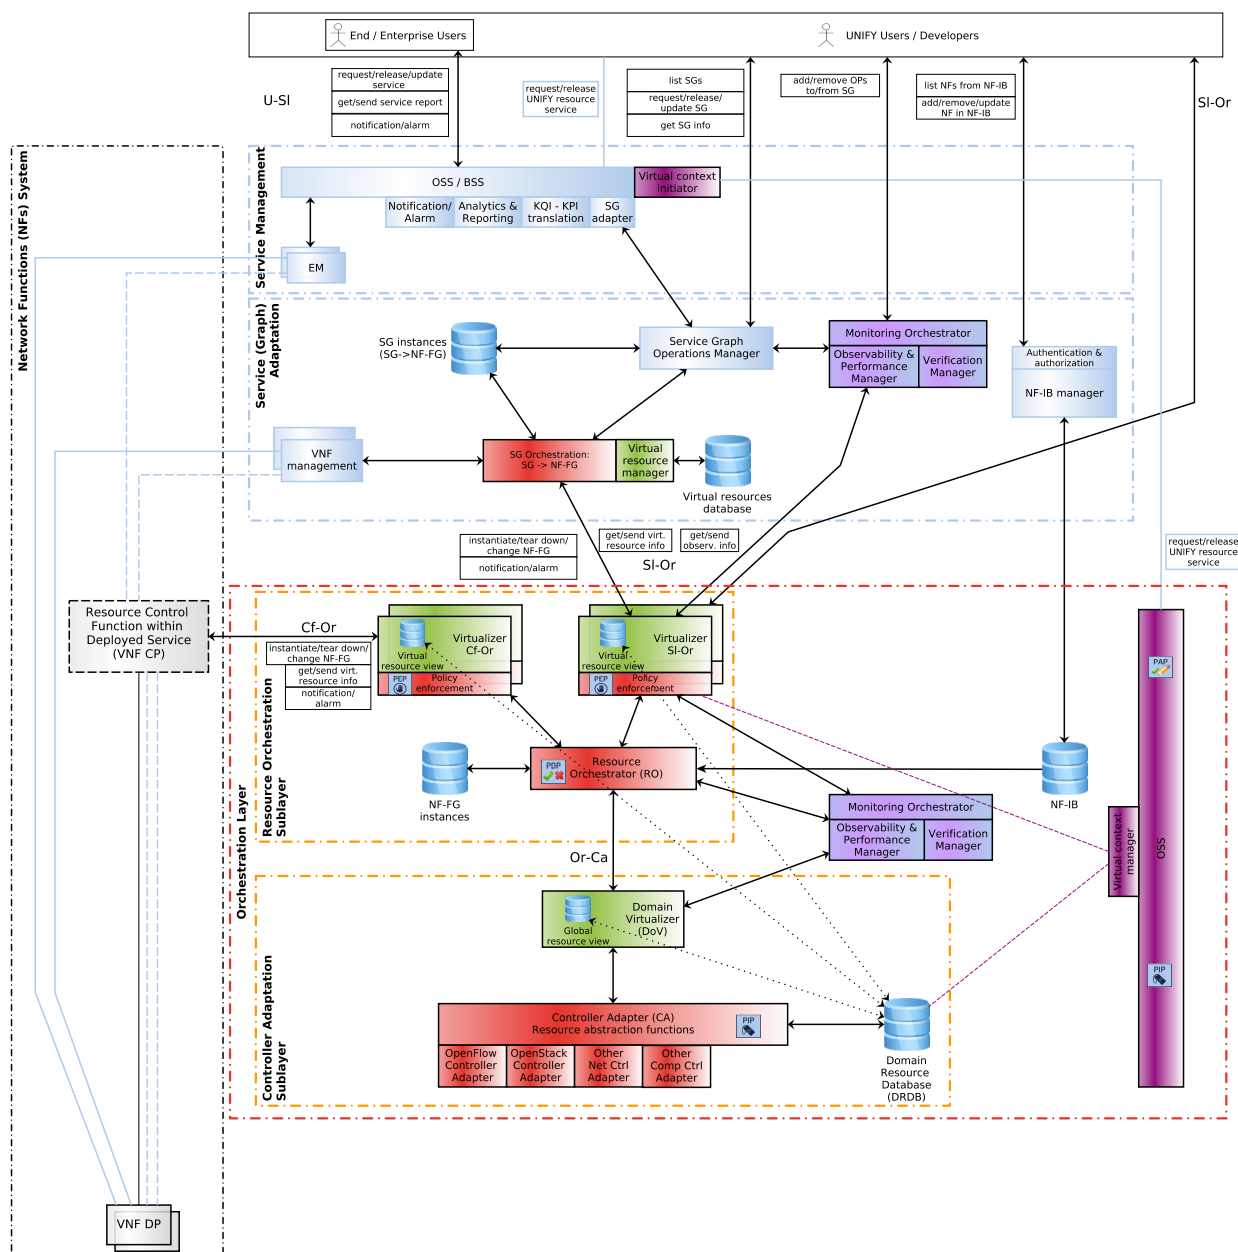 End / Enterprise Users
UNIFY Users / Developers
U-Sl
request/release/update
service
get/send service report
notification/alarm
request/release
UNIFY resource
service
list SGs
request/release/
update SG
get SG info
add/remove OPs
to/from SG
list NFs from NF-IB
add/remove/update
NF in NF-IB
Sl-Or
Network Functions (NFs) System
Service Management
OSS / BSS
Virtual context
initiator
Notification/
Alarm
Analytics &
Reporting
KQI - KPI
translation
SG
adapter
EM
Service (Graph)
Adaptation
SG instances
(SG->NF-FG)
Service Graph
Operations Manager
Monitoring Orchestrator
Observability &
Performance
Manager
Verification
Manager
Authentication &
authorization
NF-IB manager
VNF
management
SG Orchestration:
SG -> NF-FG
Virtual
resource
manager
Virtual resources
database
instantiate/tear down/
change NF-FG
notification/alarm
get/send virt.
resource info
get/send
observ. info
Sl-Or
request/release
UNIFY resource
service
Resource Control
Function within
Deployed Service
(VNF CP)
Cf-Or
instantiate/tear down/
change NF-FG
get/send virt.
resource info
notification/
alarm
Orchestration Layer
Resource Orchestration
Sublayer
Virtualizer
Cf-Or
Virtual
resource view
PEP
Policy
enforcement
Virtualizer
Sl-Or
Virtual
resource view
PEP
Policy
enforcement
PAP
NF-FG
instances
PDP
Resource
Orchestrator (RO)
NF-IB
Monitoring Orchestrator
Observability &
Performance
Manager
Verification
Manager
Virtual context
manager
OSS
Or-Ca
Controller Adaptation
Sublayer
Domain
Virtualizer
(DoV)
Global
resource view
PIP
Controller Adapter (CA)
Resource abstraction functions
PIP
OpenFlow
Controller
Adapter
OpenStack
Controller
Adapter
Other
Net Ctrl
Adapter
Other
Comp Ctrl
Adapter
Domain
Resource
Database
(DRDB)
VNF DP